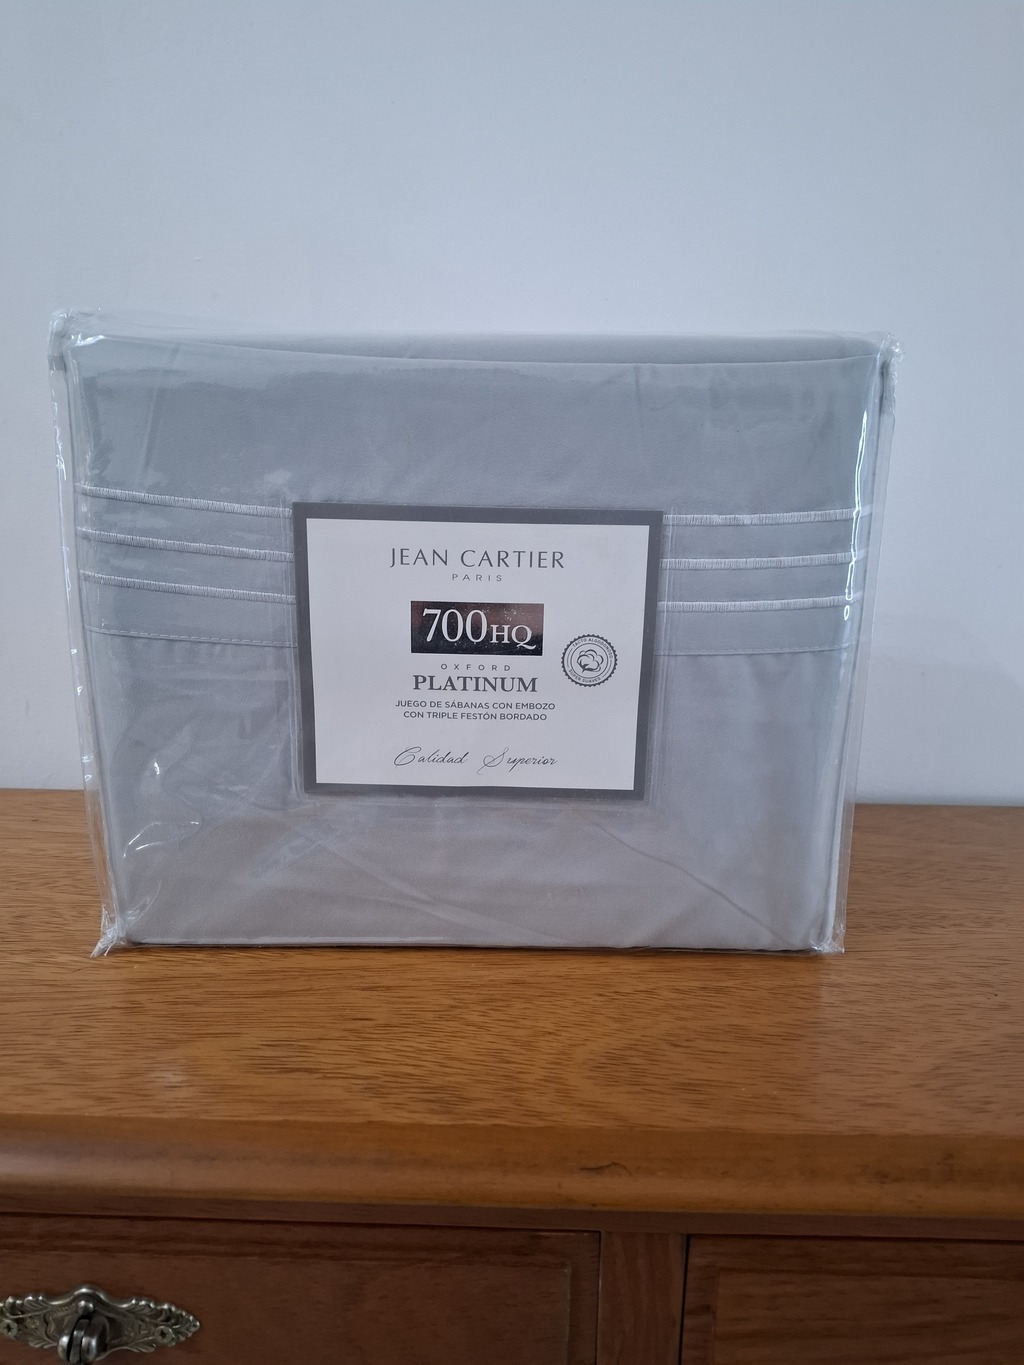 JEAN CARTIER
PARIS
700HQ
OXFORD
PLATINUM
JUEGO DE SÁBANAS CON EMBOZO
CON TRIPLE FESTÓN BORDADO
Calidad Superior